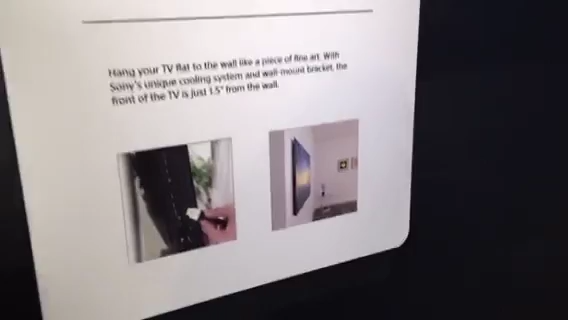 Hang your TV flat to the wall like a piece of fine art. With
Sony's unique cooling system and wall-mount bracket, the
front of the TV is just 1.5" from the wall.